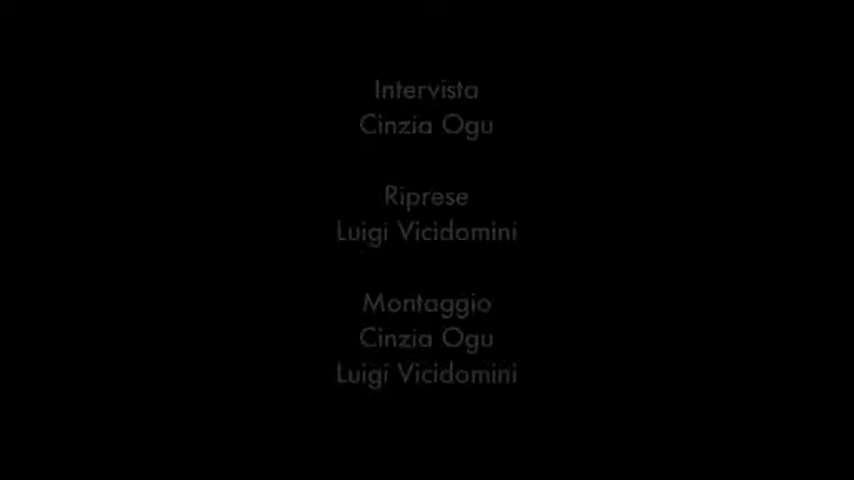 Intervista
Cinzia Ogu
Riprese
Luigi Vicidomini
Montaggio
Cinzia Ogu
Luigi Vicidomini